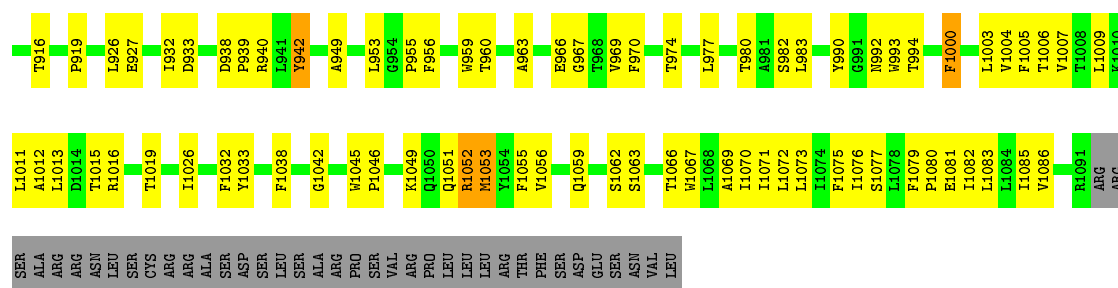 T916 P919 L926 E927 I932 D933 D938 P939 R940 L941 Y942 A949 L953 G954 P955 F956 W959 T960 A963 E966 G967 T968 V969 F970 T974 L977 T980 A981 S982 L983 Y990 G991 N992 W993 T994 F1000 L1003 V1004 F1005 T1006 V1007 T1008 L1009 K1010
L1011 A1012 L1013 D1014 T1015 R1016 T1019 I1026 F1032 Y1033 F1038 G1042 W1045 P1046 K1049 Q1050 Q1051 R1052 M1053 Y1054 F1055 V1056 Q1059 S1062 S1063 T1066 W1067 L1068 A1069 I1070 I1071 L1072 L1073 I1074 F1075 I1076 S1077 L1078 F1079 P1080 E1081 I1082 L1083 L1084 I1085 V1086 R1091 ARG ARG
SER ALA ARG ARG ASN LEU SER CYS ARG ARG ALA SER ASP SER LEU SER ALA ARG PRO SER VAL ARG PRO LEU LEU LEU ARG THR PHE SER ASP GLU SER ASN VAL LEU